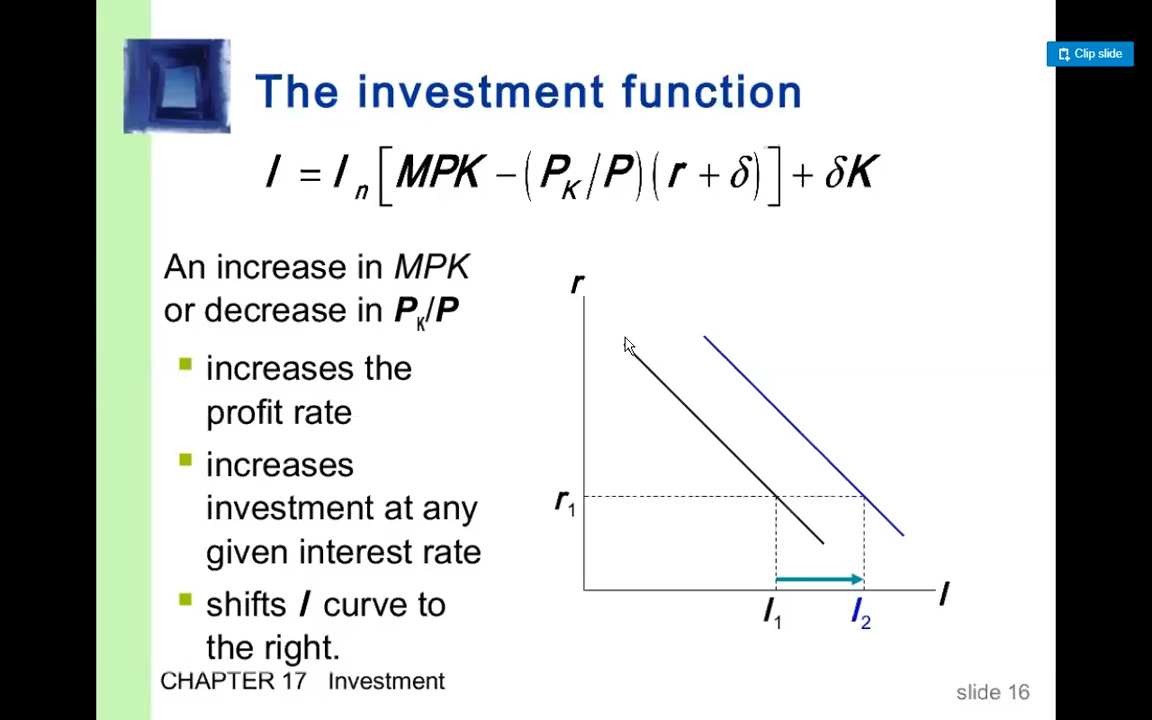 Clip slide
The investment function
I = I n [MPK − (P K /P)(r + δ)] + δK
An increase in MPK
or decrease in P K /P
increases the
profit rate
increases
investment at any
given interest rate
shifts I curve to
the right.
r
r 1
I
I 1
I 2
CHAPTER 17 Investment
slide 16